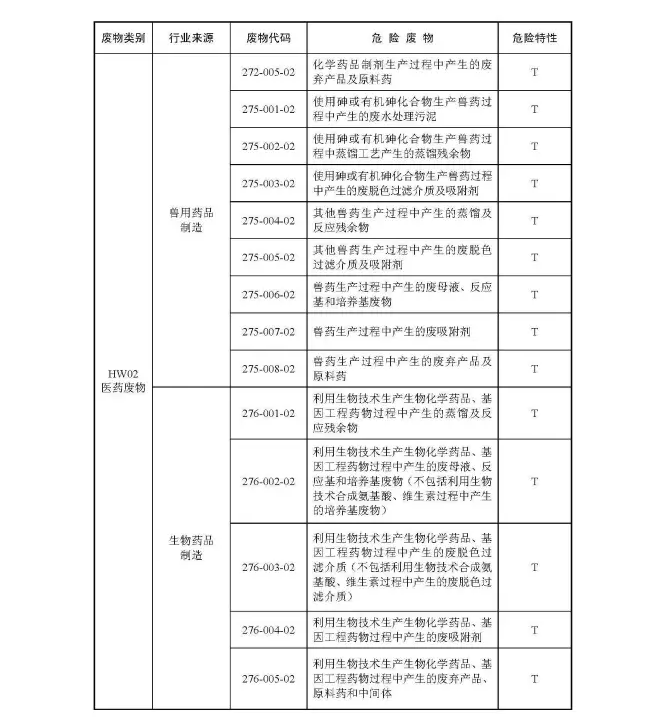 废物类别 行业来源 废物代码 危险废物 危险特性
HW02
医药废物
兽用药品
制造
272-005-02
化学药品制剂生产过程中产生的废
弃产品及原料药
T
275-001-02
使用砷或有机砷化合物生产兽药过
程中产生的废水处理污泥
T
275-002-02
使用砷或有机砷化合物生产兽药过
程中蒸馏工艺产生的蒸馏残余物
T
275-003-02
使用砷或有机砷化合物生产兽药过程
中产生的废脱色过滤介质及吸附剂
T
275-004-02
其他兽药生产过程中产生的蒸馏及
反应残余物
T
275-005-02
其他兽药生产过程中产生的废脱色
过滤介质及吸附剂
T
275-006-02
兽药生产过程中产生的废母液、反应
基和培养基废物
T
275-007-02
兽药生产过程中产生的废吸附剂
T
275-008-02
兽药生产过程中产生的废弃产品及
原料药
T
生物药品
制造
276-001-02
利用生物技术生产生物化学药品、基
因工程药物过程中产生的蒸馏及反
应残余物
T
276-002-02
利用生物技术生产生物化学药品、基
因工程药物过程中产生的废母液、反
应基和培养基废物(不包括利用生物
技术合成氨基酸、维生素过程中产生
的培养基废物)
T
276-003-02
利用生物技术生产生物化学药品、基
因工程药物过程中产生的废脱色过
滤介质(不包括利用生物技术合成氨
基酸、维生素过程中产生的废脱色过
滤介质)
T
276-004-02
利用生物技术生产生物化学药品、基
因工程药物过程中产生的废吸附剂
T
276-005-02
利用生物技术生产生物化学药品、基
因工程药物过程中产生的废弃产品、
原料药和中间体
T